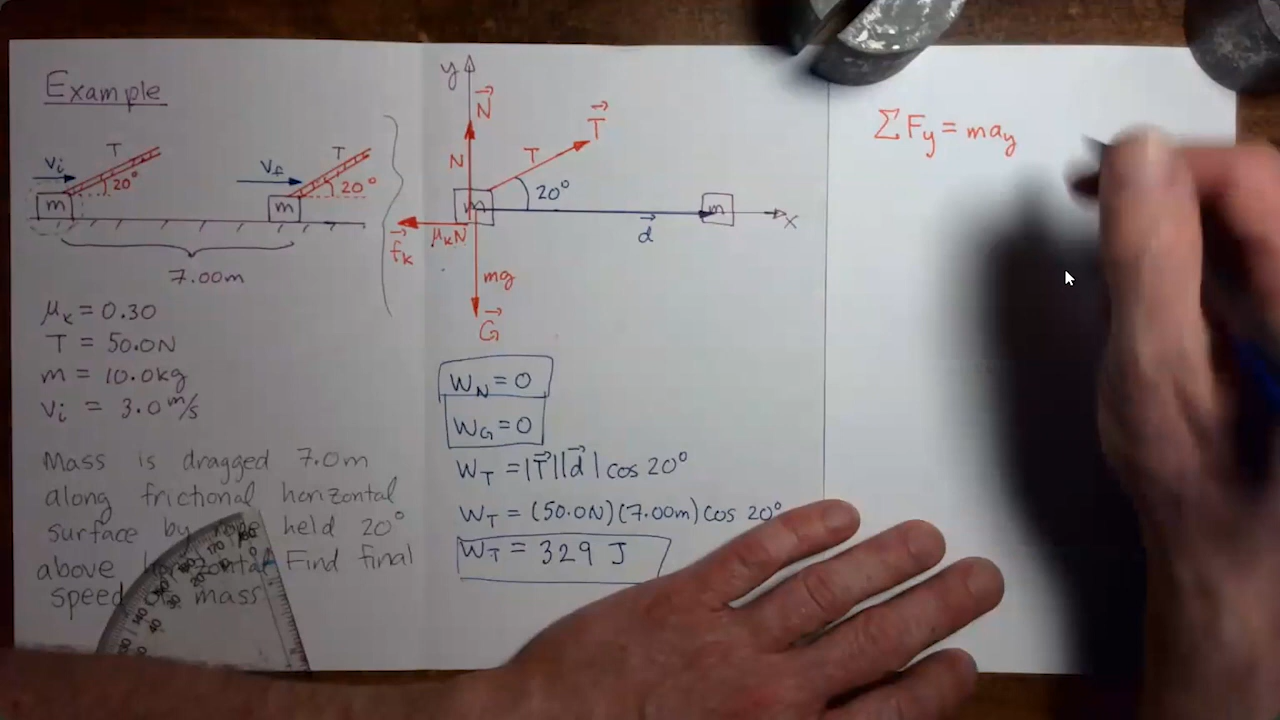 Example
vi
T
20°
m
vf
T
20°
m
7.00m
μk = 0.30
T = 50.0N
m = 10.0kg
vi = 3.0 m/s
Mass is dragged 7.0m
along frictional horizontal
surface by rope held 20°
above horizontal Find final
speed mass
y
N⃗
N
T⃗
T
20°
m
m
x
d⃗
f⃗k
μkN
mg
G⃗
WN = 0
WG = 0
WT = |T⃗||d⃗| cos 20°
WT = (50.0N)(7.00m) cos 20°
WT = 329 J
ΣFy = may